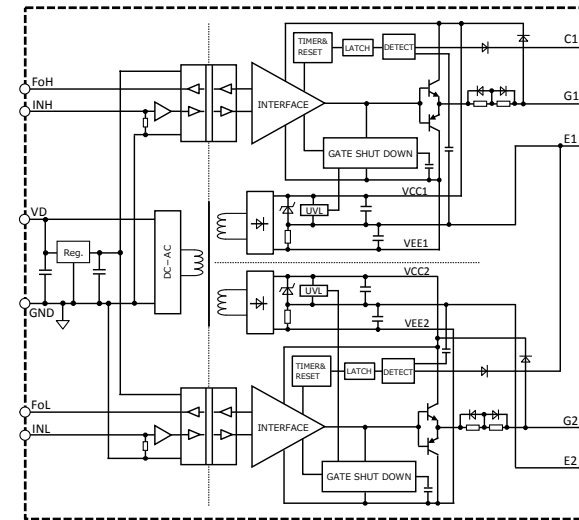 TIMER&
RESET
LATCH
DETECT
C1
FoH
INH
INTERFACE
G1
GATE SHUT DOWN
E1
VCC1
UVL
VD
DC-AC
Reg.
VEE1
VCC2
UVL
GND
VEE2
TIMER&
RESET
LATCH
DETECT
FoL
INL
INTERFACE
G2
GATE SHUT DOWN
E2